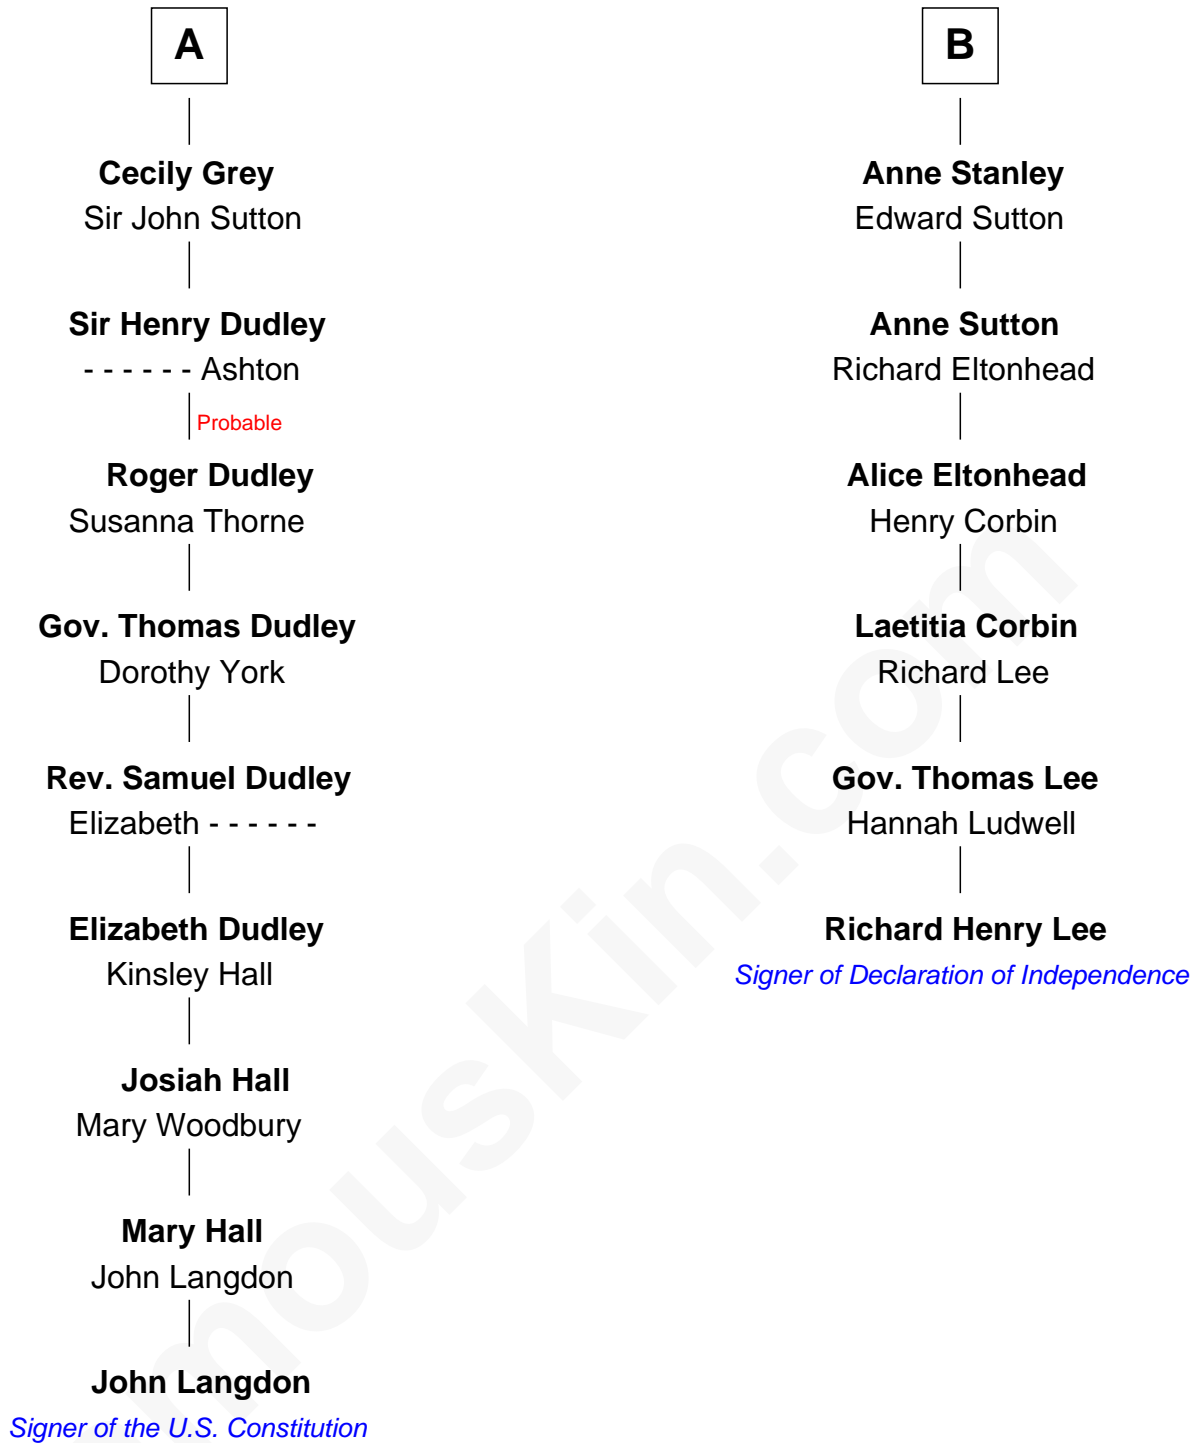 A
Cecily Grey
Sir John Sutton
Sir Henry Dudley
- - - - - - Ashton
Probable
Roger Dudley
Susanna Thorne
Gov. Thomas Dudley
Dorothy York
Rev. Samuel Dudley
Elizabeth - - - - - -
Elizabeth Dudley
Kinsley Hall
Josiah Hall
Mary Woodbury
Mary Hall
John Langdon
John Langdon
Signer of the U.S. Constitution
B
Anne Stanley
Edward Sutton
Anne Sutton
Richard Eltonhead
Alice Eltonhead
Henry Corbin
Laetitia Corbin
Richard Lee
Gov. Thomas Lee
Hannah Ludwell
Richard Henry Lee
Signer of Declaration of Independence
mouskin.com